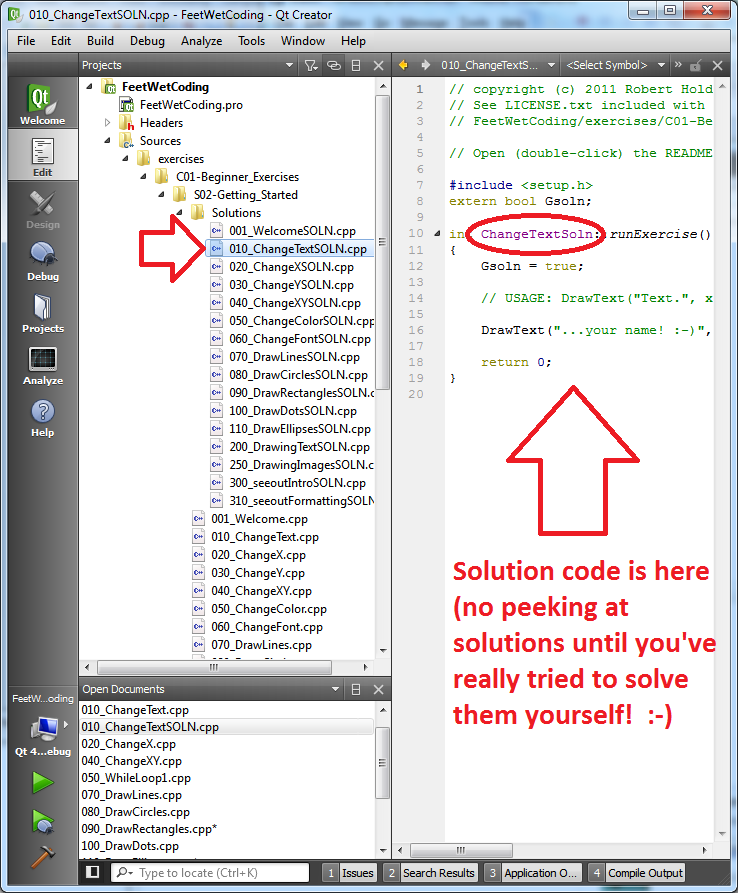 010_ChangeTextSOLN.cpp - FeetWetCoding - Qt Creator
File Edit Build Debug Analyze Tools Window Help
Projects
010_ChangeTextS... <Select Symbol>
Welcome
Edit
Design
Debug
Projects
Analyze
Help
FeetW...oding
Qt 4...ebug
FeetWetCoding
FeetWetCoding.pro
Headers
Sources
exercises
C01-Beginner_Exercises
S02-Getting_Started
Solutions
001_WelcomeSOLN.cpp
010_ChangeTextSOLN.cpp
020_ChangeXSOLN.cpp
030_ChangeYSOLN.cpp
040_ChangeXYSOLN.cpp
050_ChangeColorSOLN.cpp
060_ChangeFontSOLN.cpp
070_DrawLinesSOLN.cpp
080_DrawCirclesSOLN.cpp
090_DrawRectanglesSOLN.c
100_DrawDotsSOLN.cpp
110_DrawEllipsesSOLN.cpp
200_DrawingTextSOLN.cpp
250_DrawingImagesSOLN.c
300_seeoutIntroSOLN.cpp
310_seeoutFormattingSOLN
001_Welcome.cpp
010_ChangeText.cpp
020_ChangeX.cpp
030_ChangeY.cpp
040_ChangeXY.cpp
050_ChangeColor.cpp
060_ChangeFont.cpp
070_DrawLines.cpp
Open Documents
010_ChangeText.cpp
010_ChangeTextSOLN.cpp
020_ChangeX.cpp
040_ChangeXY.cpp
050_WhileLoop1.cpp
070_DrawLines.cpp
080_DrawCircles.cpp
090_DrawRectangles.cpp*
100_DrawDots.cpp
1 // copyright (c) 2011 Robert Hold
2 // See LICENSE.txt included with
3 // FeetWetCoding/exercises/C01-Be
4
5 // Open (double-click) the README
6
7 #include <setup.h>
8 extern bool Gsoln;
9
10 in ChangeTextSoln: runExercise()
11 {
12 Gsoln = true;
13
14 // USAGE: DrawText("Text.", x
15
16 DrawText("...your name! :-)",
17
18 return 0;
19 }
20
Solution code is here
(no peeking at
solutions until you've
really tried to solve
them yourself! :-)
Type to locate (Ctrl+K) 1 Issues 2 Search Results 3 Application O... 4 Compile Output